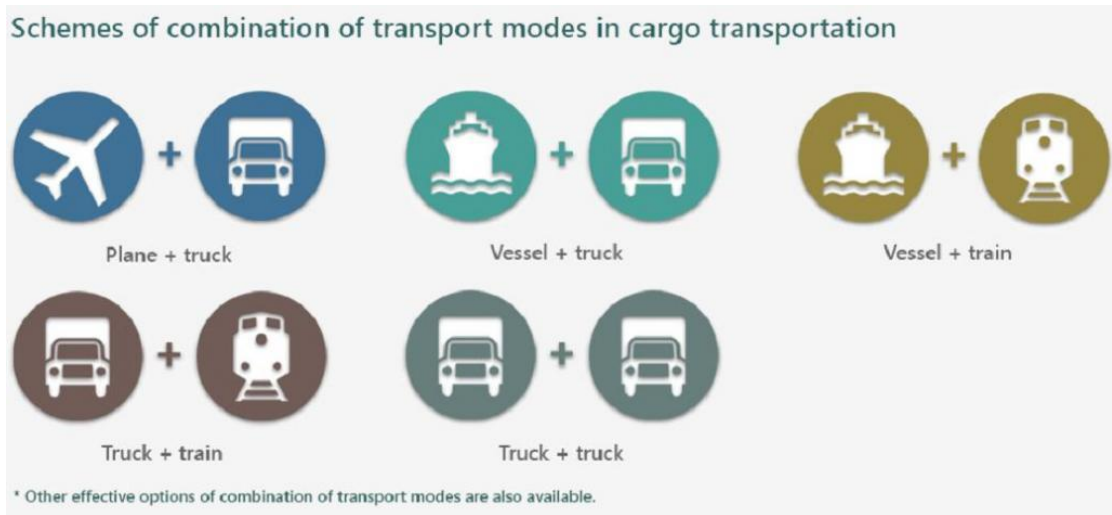 Schemes of combination of transport modes in cargo transportation
Plane + truck
Vessel + truck
Vessel + train
Truck + train
Truck + truck
* Other effective options of combination of transport modes are also available.